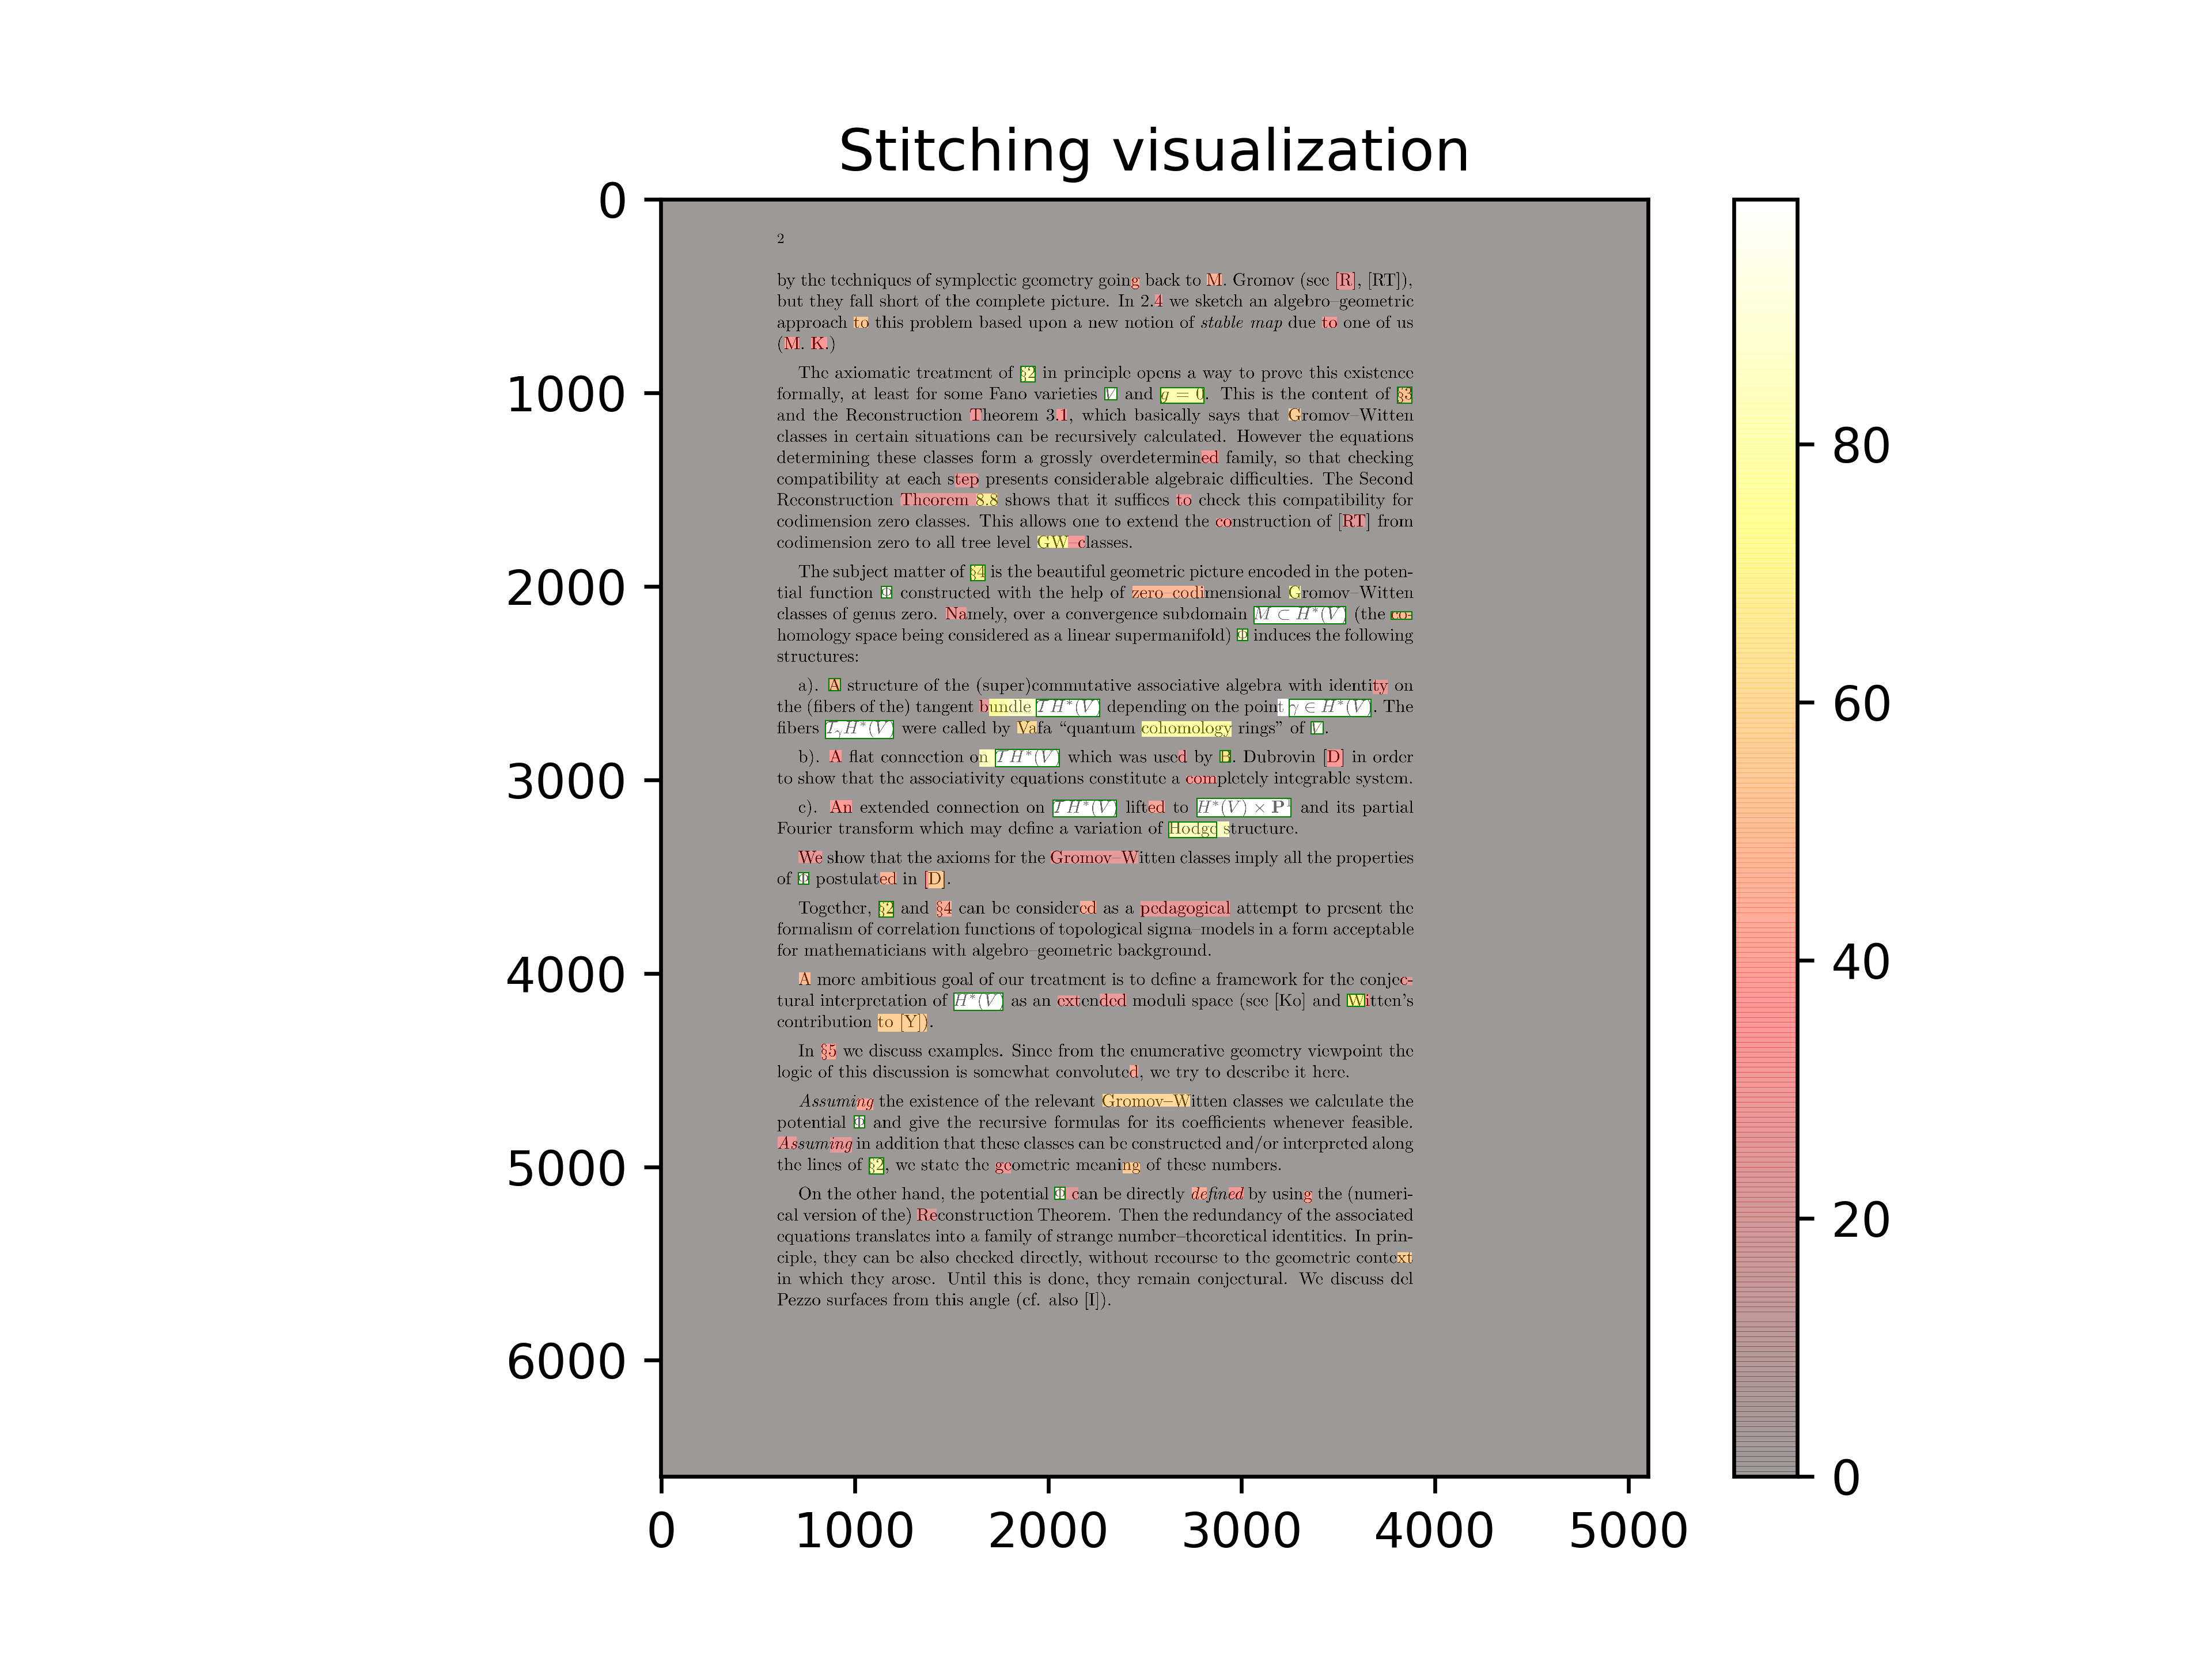 Stitching visualization
0
1000
2000
3000
4000
5000
6000
2
by the techniques of symplectic geometry going back to M. Gromov (see [R], [RT]),
but they fall short of the complete picture. In 2.4 we sketch an algebro–geometric
approach to this problem based upon a new notion of stable map due to one of us
(M. K.)
The axiomatic treatment of §2 in principle opens a way to prove this existence
formally, at least for some Fano varieties V and g = 0. This is the content of §3
and the Reconstruction Theorem 3.1, which basically says that Gromov–Witten
classes in certain situations can be recursively calculated. However the equations
determining these classes form a grossly overdetermined family, so that checking
compatibility at each step presents considerable algebraic difficulties. The Second
Reconstruction Theorem 8.8 shows that it suffices to check this compatibility for
codimension zero classes. This allows one to extend the construction of [RT] from
codimension zero to all tree level GW–classes.
The subject matter of §4 is the beautiful geometric picture encoded in the poten-
tial function Φ constructed with the help of zero–codimensional Gromov–Witten
classes of genus zero. Namely, over a convergence subdomain M ⊂ H*(V) (the co-
homology space being considered as a linear supermanifold) Φ induces the following
structures:
a). A structure of the (super)commutative associative algebra with identity on
the (fibers of the) tangent bundle TH*(V) depending on the point γ ∈ H*(V). The
fibers TγH*(V) were called by Vafa “quantum cohomology rings” of V.
b). A flat connection on TH*(V) which was used by B. Dubrovin [D] in order
to show that the associativity equations constitute a completely integrable system.
c). An extended connection on TH*(V) lifted to H*(V) × P¹ and its partial
Fourier transform which may define a variation of Hodge structure.
We show that the axioms for the Gromov–Witten classes imply all the properties
of Φ postulated in [D].
Together, §2 and §4 can be considered as a pedagogical attempt to present the
formalism of correlation functions of topological sigma–models in a form acceptable
for mathematicians with algebro–geometric background.
A more ambitious goal of our treatment is to define a framework for the conjec-
tural interpretation of H*(V) as an extended moduli space (see [Ko] and Witten’s
contribution to [Y]).
In §5 we discuss examples. Since from the enumerative geometry viewpoint the
logic of this discussion is somewhat convoluted, we try to describe it here.
Assuming the existence of the relevant Gromov–Witten classes we calculate the
potential Φ and give the recursive formulas for its coefficients whenever feasible.
Assuming in addition that these classes can be constructed and/or interpreted along
the lines of §2, we state the geometric meaning of these numbers.
On the other hand, the potential Φ can be directly defined by using the (numeri-
cal version of the) Reconstruction Theorem. Then the redundancy of the associated
equations translates into a family of strange number–theoretical identities. In prin-
ciple, they can be also checked directly, without recourse to the geometric context
in which they arose. Until this is done, they remain conjectural. We discuss del
Pezzo surfaces from this angle (cf. also [I]).
0
1000
2000
3000
4000
5000
80
60
40
20
0